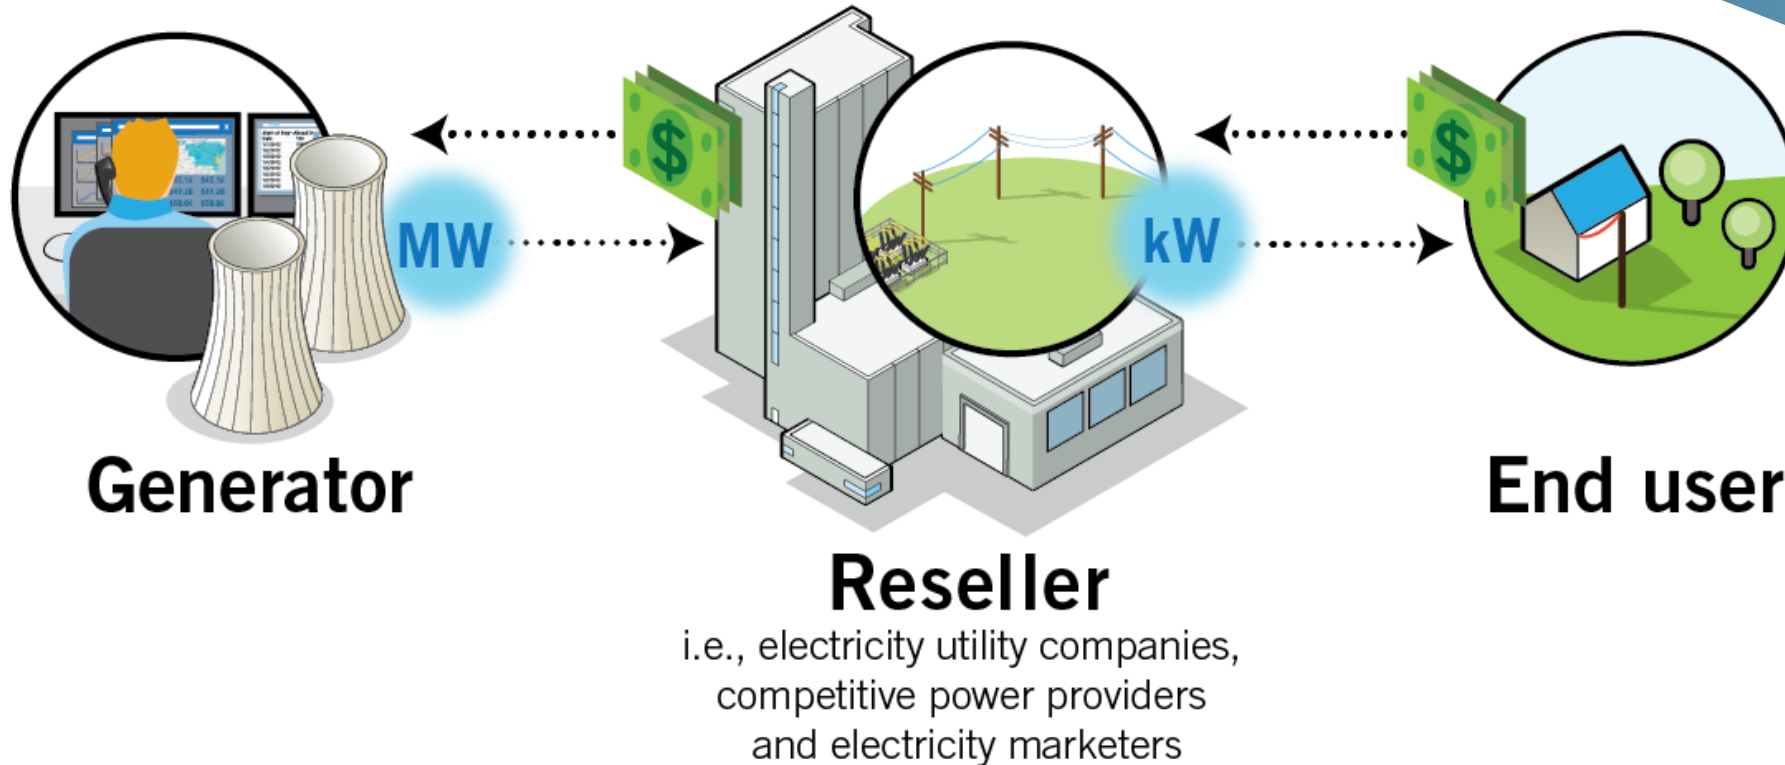 MW
kW
$
$
Generator
End user
Reseller
i.e., electricity utility companies,
competitive power providers
and electricity marketers